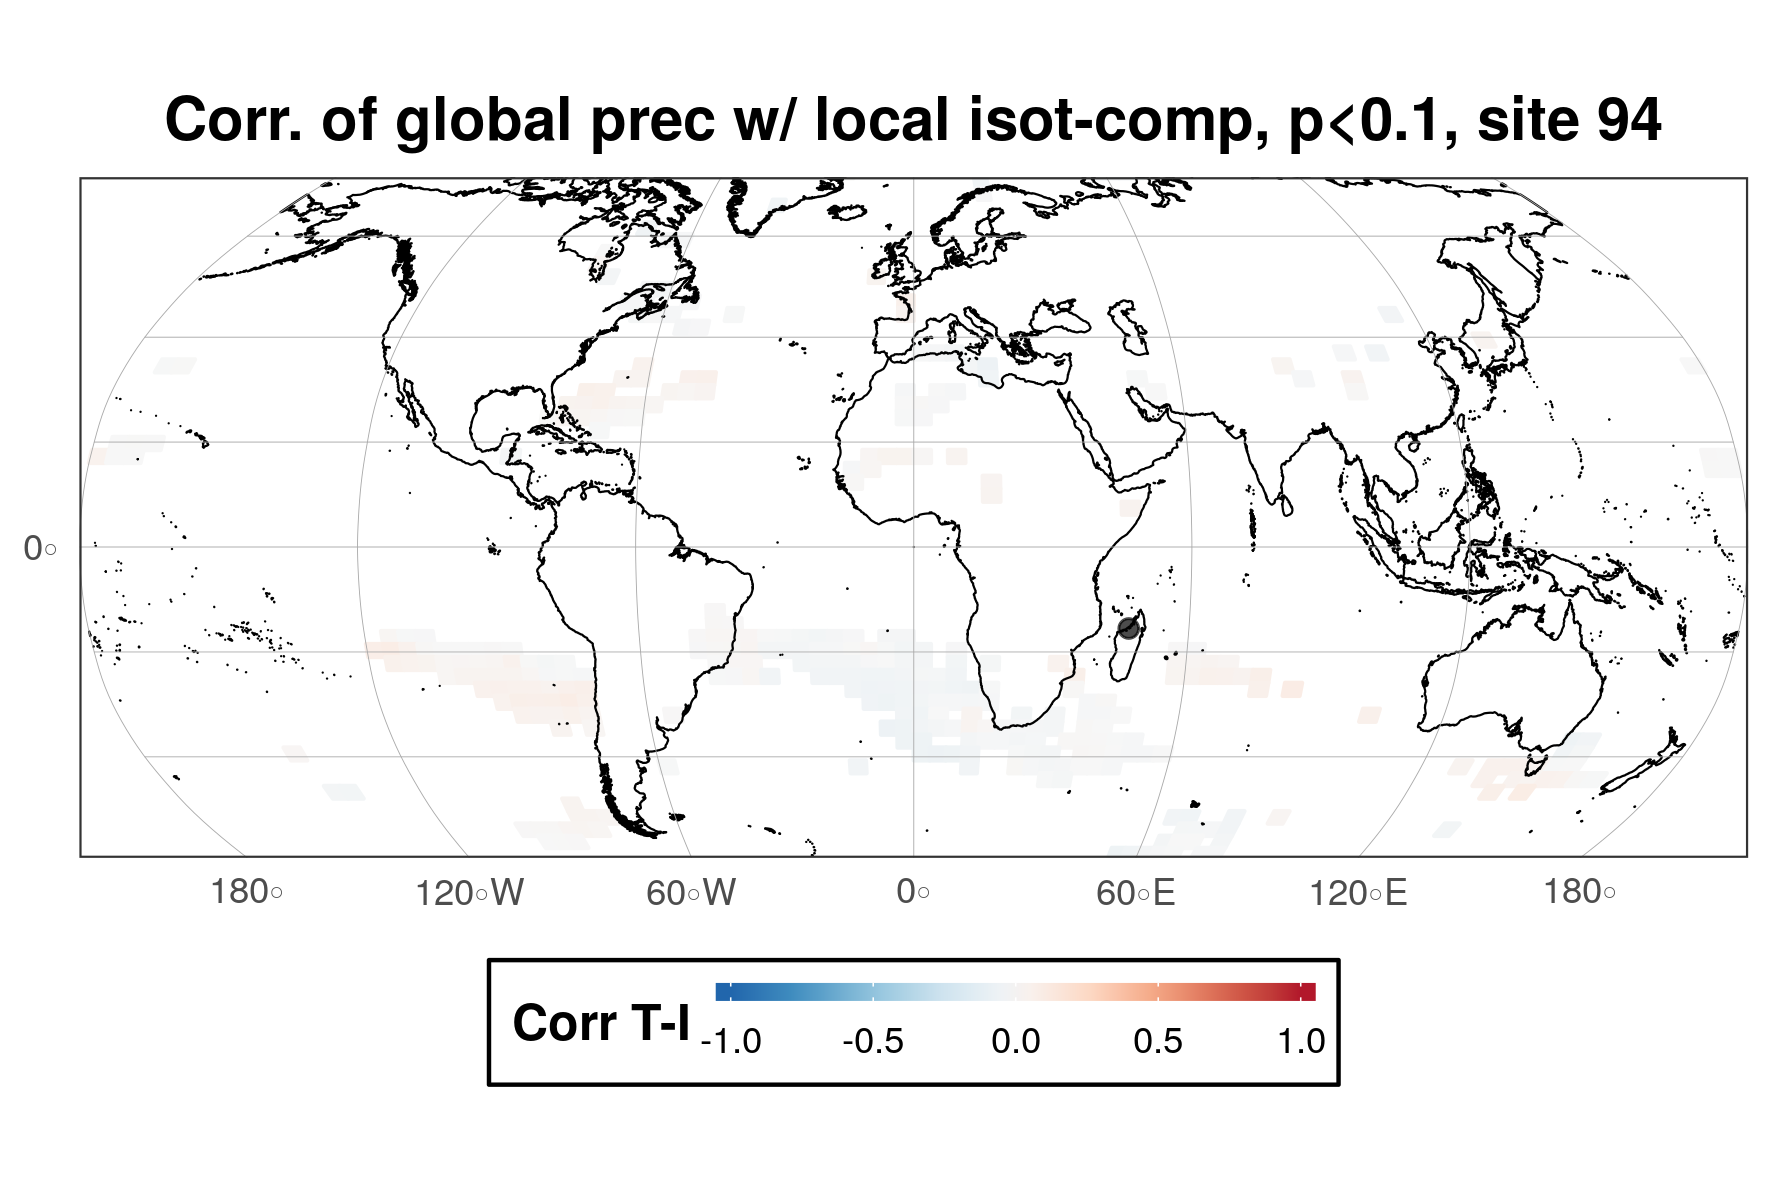 Corr. of global prec w/ local isot-comp, p<0.1, site 94
0°
180° 120°W 60°W 0° 60°E 120°E 180°
Corr T-I
-1.0 -0.5 0.0 0.5 1.0